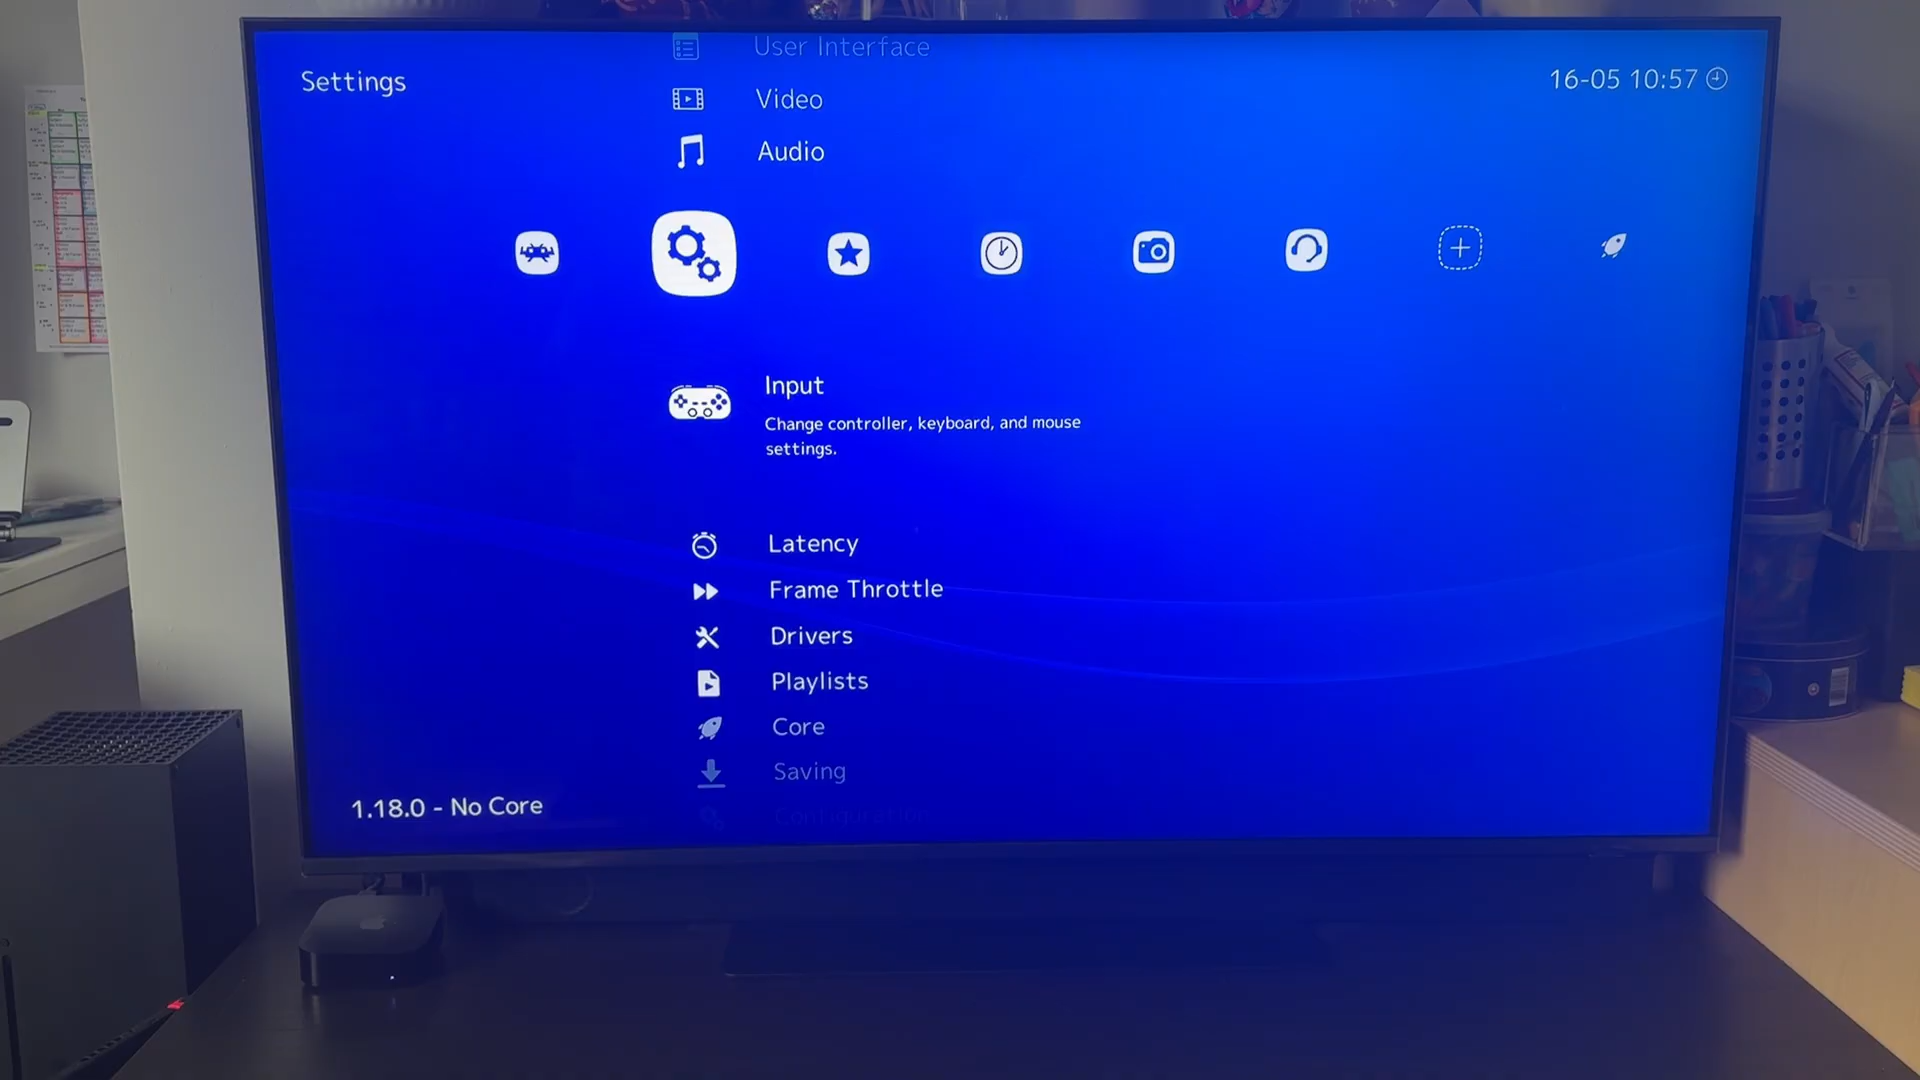 User Interface
Settings
16-05 10:57
Video
Audio
Input
Change controller, keyboard, and mouse
settings.
Latency
Frame Throttle
Drivers
Playlists
Core
Saving
Configuration
1.18.0 - No Core